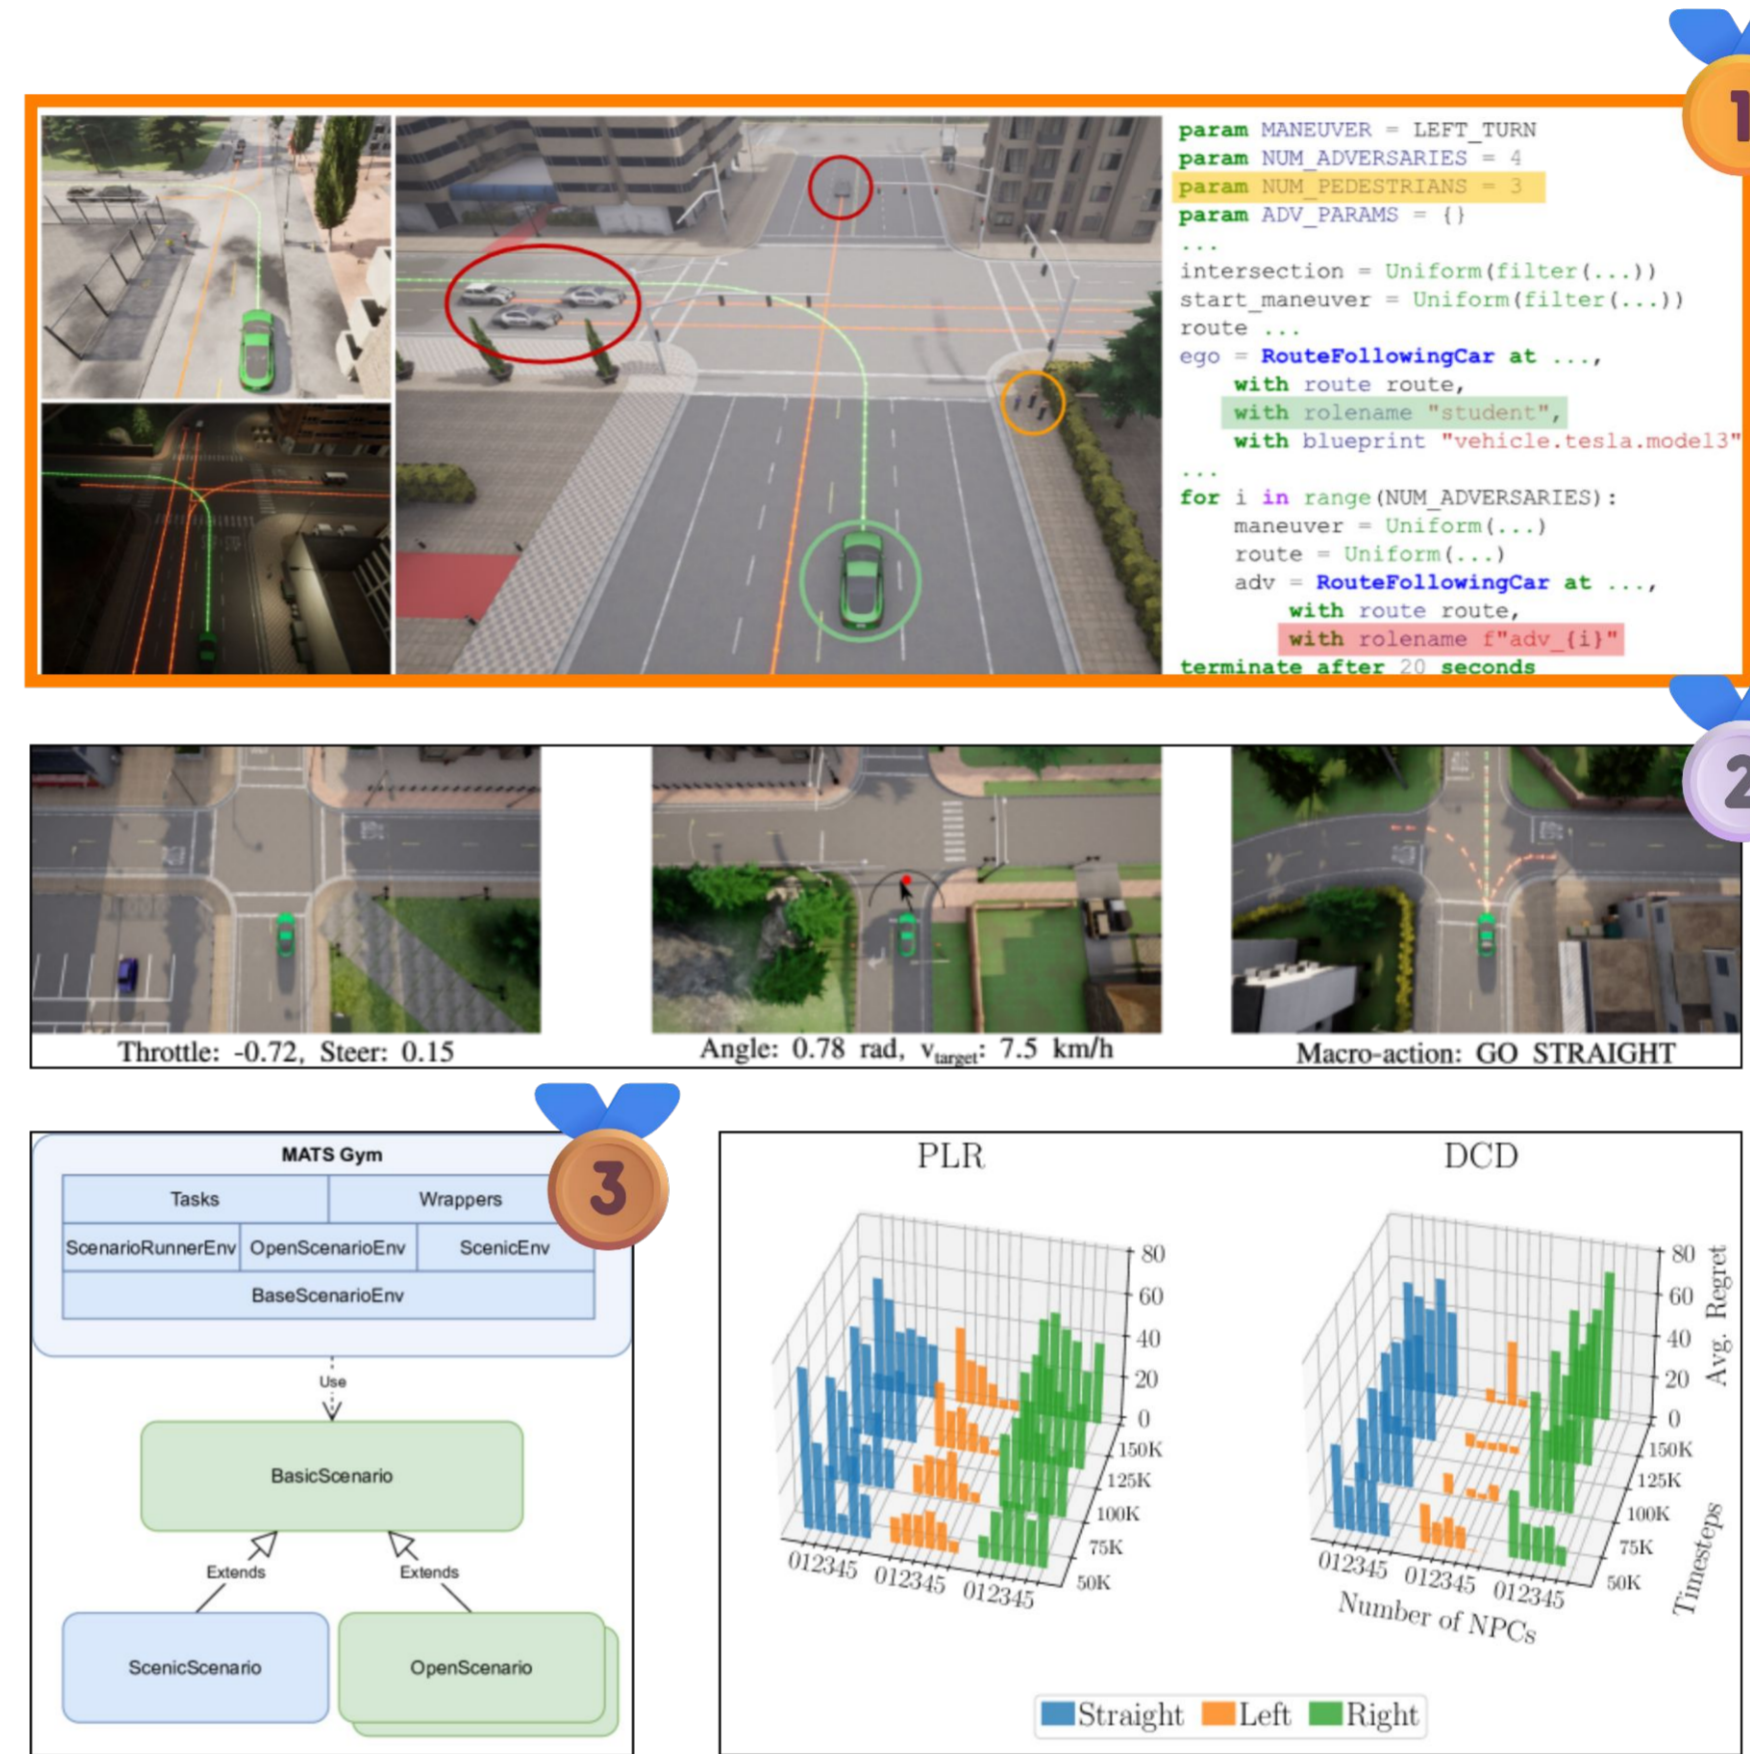 1
param MANEUVER = LEFT_TURN
param NUM_ADVERSARIES = 4
param NUM_PEDESTRIANS = 3
param ADV_PARAMS = {}
...
intersection = Uniform(filter(...))
start_maneuver = Uniform(filter(...))
route ...
ego = RouteFollowingCar at ...,
with route route,
with rolename "student",
with blueprint "vehicle.tesla.model3"
...
for i in range(NUM_ADVERSARIES):
maneuver = Uniform(...)
route = Uniform(...)
adv = RouteFollowingCar at ...,
with route route,
with rolename f"adv_{i}"
terminate after 20 seconds
2
Throttle: -0.72, Steer: 0.15
Angle: 0.78 rad, vtarget: 7.5 km/h
Macro-action: GO STRAIGHT
3
MATS Gym
Tasks Wrappers
ScenarioRunnerEnv OpenScenarioEnv ScenicEnv
BaseScenarioEnv
Use
BasicScenario
Extends Extends
ScenicScenario OpenScenario
PLR
80
60
40
20
0
150K
125K
100K
75K
50K
012345 012345 012345
DCD
80
60
40
20
0
Avg. Regret
150K
125K
100K
75K
50K
Timesteps
012345 012345 012345
Number of NPCs
Straight Left Right